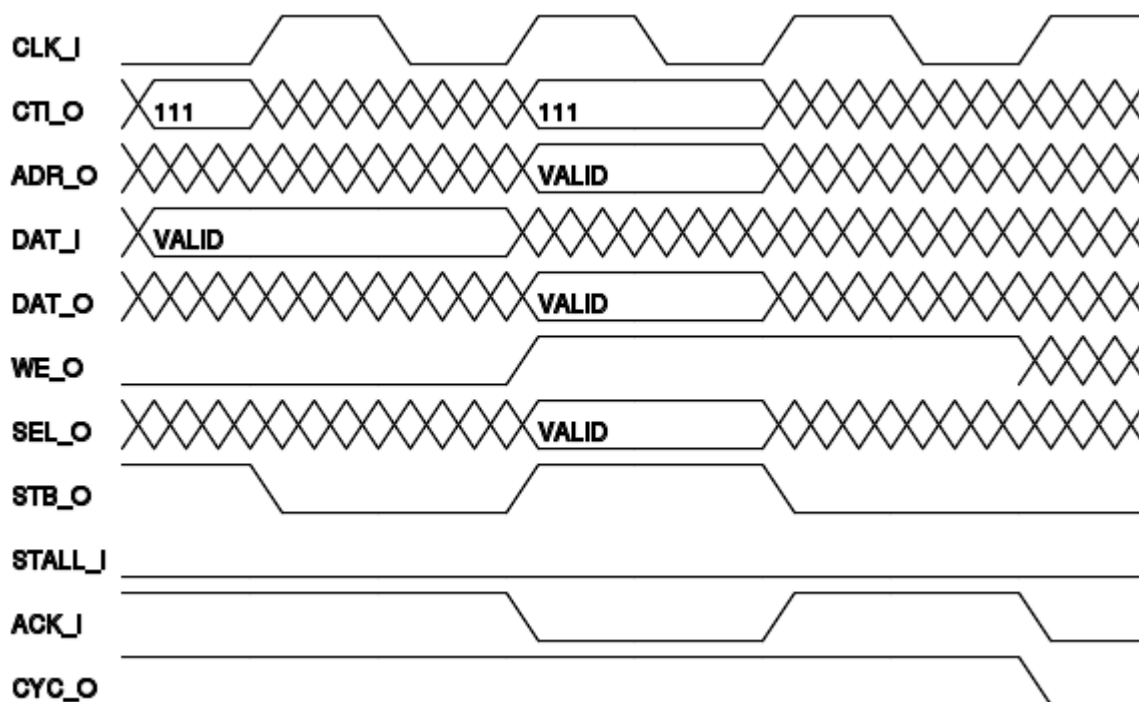 CLK_I
CTI_O 111 111
ADR_O VALID
DAT_I VALID
DAT_O VALID
WE_O
SEL_O VALID
STB_O
STALL_I
ACK_I
CYC_O